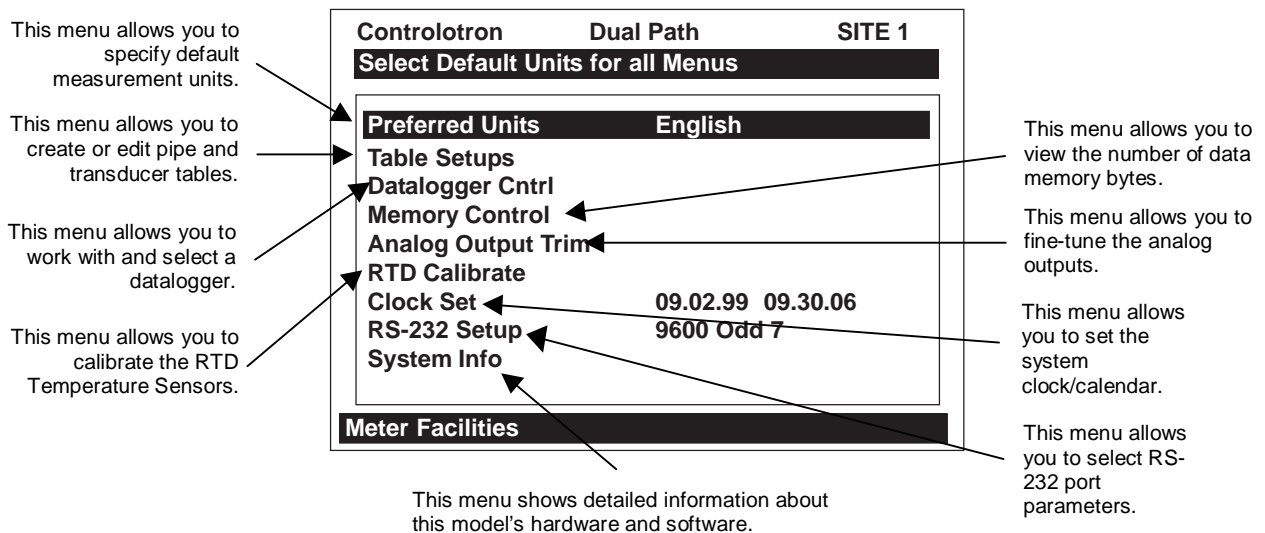 This menu allows you to
specify default
measurement units.
This menu allows you to
create or edit pipe and
transducer tables.
This menu allows you to
work with and select a
datalogger.
This menu allows you to
calibrate the RTD
Temperature Sensors.
Controlotron Dual Path SITE 1
Select Default Units for all Menus
Preferred Units English
Table Setups
Datalogger Cntrl
Memory Control
Analog Output Trim
RTD Calibrate
Clock Set 09.02.99 09.30.06
RS-232 Setup 9600 Odd 7
System Info
Meter Facilities
This menu allows you to
view the number of data
memory bytes.
This menu allows you to
fine-tune the analog
outputs.
This menu allows
you to set the
system
clock/calendar.
This menu allows
you to select RS-
232 port
parameters.
This menu shows detailed information about
this model's hardware and software.